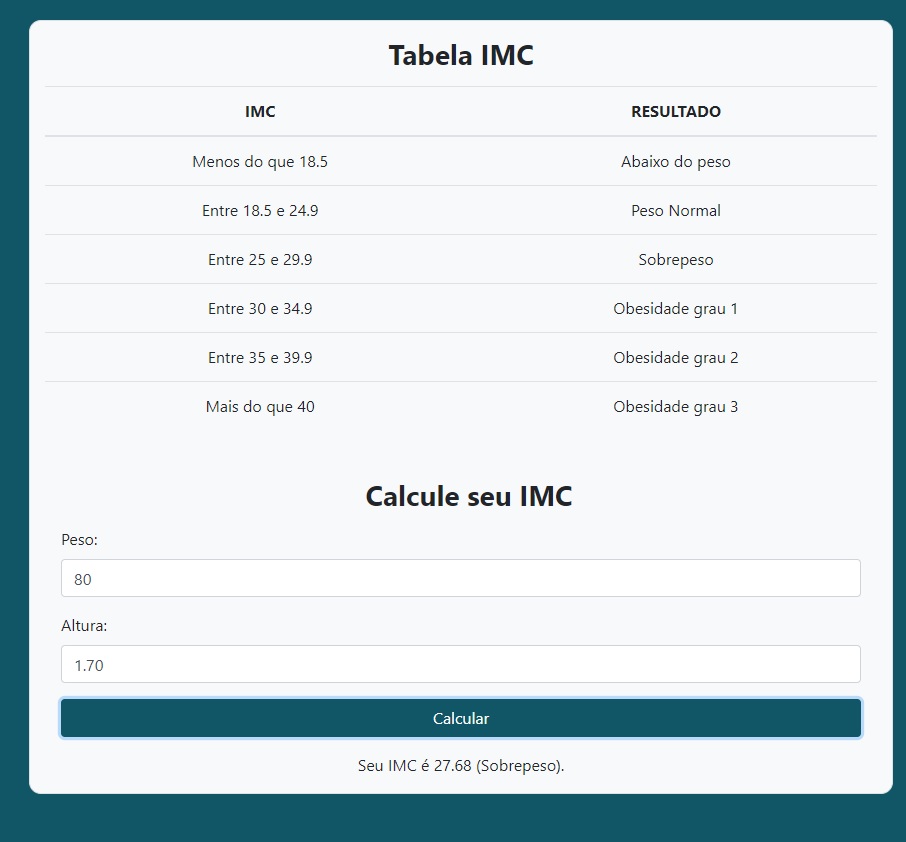 Tabela IMC
IMC RESULTADO
Menos do que 18.5 Abaixo do peso
Entre 18.5 e 24.9 Peso Normal
Entre 25 e 29.9 Sobrepeso
Entre 30 e 34.9 Obesidade grau 1
Entre 35 e 39.9 Obesidade grau 2
Mais do que 40 Obesidade grau 3
Calcule seu IMC
Peso:
80
Altura:
1.70
Calcular
Seu IMC é 27.68 (Sobrepeso).